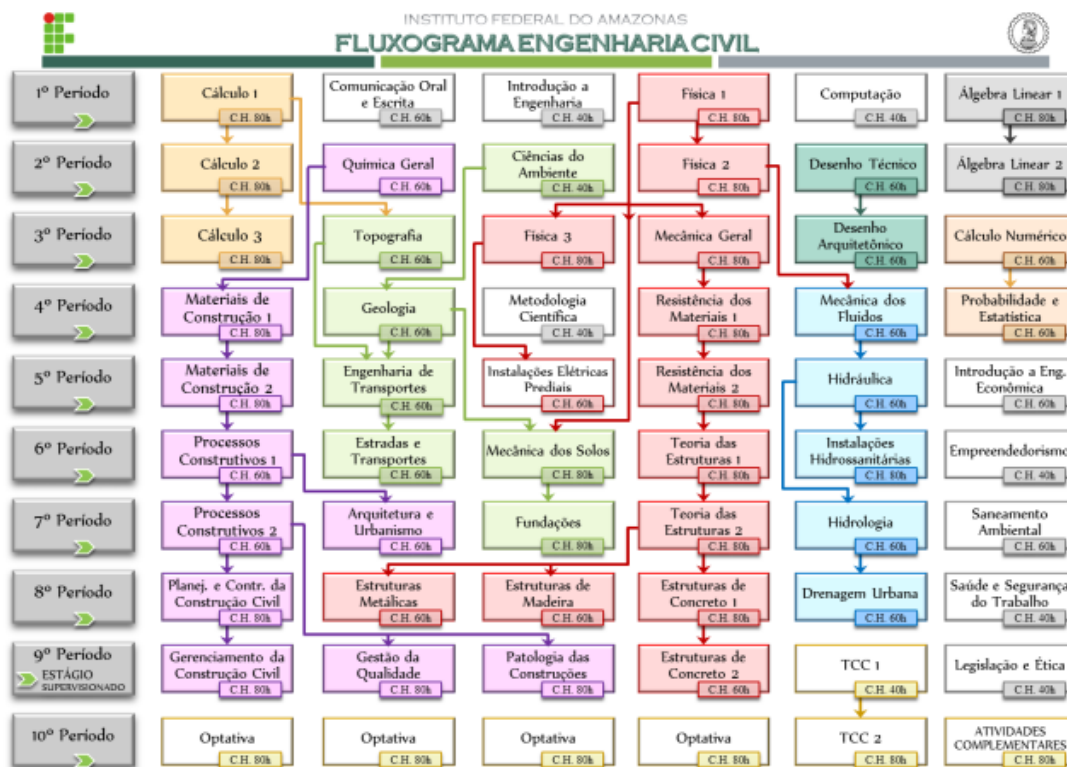 INSTITUTO FEDERAL DO AMAZONAS
FLUXOGRAMA ENGENHARIA CIVIL
1º Período
Cálculo 1
C.H. 80h
Comunicação Oral
e Escrita
C.H. 60h
Introdução a
Engenharia
C.H. 40h
Física 1
C.H. 80h
Computação
C.H. 40h
Álgebra Linear 1
C.H. 80h
2º Período
Cálculo 2
C.H. 80h
Química Geral
C.H. 60h
Ciências do
Ambiente
C.H. 40h
Física 2
C.H. 80h
Desenho Técnico
C.H. 60h
Álgebra Linear 2
C.H. 80h
3º Período
Cálculo 3
C.H. 80h
Topografia
C.H. 60h
Física 3
C.H. 80h
Mecânica Geral
C.H. 80h
Desenho
Arquitetônico
C.H. 60h
Cálculo Numérico
C.H. 60h
4º Período
Materiais de
Construção 1
C.H. 80h
Geologia
C.H. 60h
Metodologia
Científica
C.H. 40h
Resistência dos
Materiais 1
C.H. 80h
Mecânica dos
Fluidos
C.H. 60h
Probabilidade e
Estatística
C.H. 60h
5º Período
Materiais de
Construção 2
C.H. 80h
Engenharia de
Transportes
C.H. 60h
Instalações Elétricas
Prediais
C.H. 60h
Resistência dos
Materiais 2
C.H. 80h
Hidráulica
C.H. 60h
Introdução a Eng.
Econômica
C.H. 60h
6º Período
Processos
Construtivos 1
C.H. 60h
Estradas e
Transportes
C.H. 60h
Mecânica dos Solos
C.H. 80h
Teoria das
Estruturas 1
C.H. 80h
Instalações
Hidrossanitárias
C.H. 80h
Empreendedorismo
C.H. 40h
7º Período
Processos
Construtivos 2
C.H. 60h
Arquitetura e
Urbanismo
C.H. 60h
Fundações
C.H. 80h
Teoria das
Estruturas 2
C.H. 80h
Hidrologia
C.H. 60h
Saneamento
Ambiental
C.H. 60h
8º Período
Planej. e Contr. da
Construção Civil
C.H. 80h
Estruturas
Metálicas
C.H. 60h
Estruturas de
Madeira
C.H. 60h
Estruturas de
Concreto 1
C.H. 80h
Drenagem Urbana
C.H. 60h
Saúde e Segurança
do Trabalho
C.H. 40h
9º Período
ESTÁGIO
SUPERVISIONADO
Gerenciamento da
Construção Civil
C.H. 80h
Gestão da
Qualidade
C.H. 80h
Patologia das
Construções
C.H. 80h
Estruturas de
Concreto 2
C.H. 60h
TCC 1
C.H. 40h
Legislação e Ética
C.H. 40h
10º Período
Optativa
C.H. 80h
Optativa
C.H. 80h
Optativa
C.H. 80h
Optativa
C.H. 80h
TCC 2
C.H. 80h
ATIVIDADES
COMPLEMENTARES
C.H. 80h